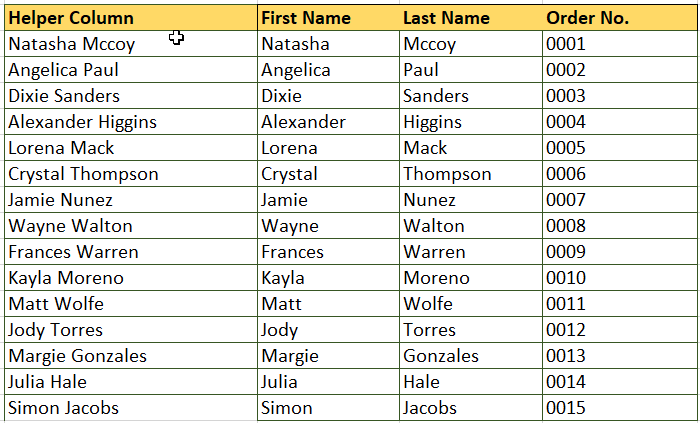 Helper Column First Name Last Name Order No.
Natasha Mccoy Natasha Mccoy 0001
Angelica Paul Angelica Paul 0002
Dixie Sanders Dixie Sanders 0003
Alexander Higgins Alexander Higgins 0004
Lorena Mack Lorena Mack 0005
Crystal Thompson Crystal Thompson 0006
Jamie Nunez Jamie Nunez 0007
Wayne Walton Wayne Walton 0008
Frances Warren Frances Warren 0009
Kayla Moreno Kayla Moreno 0010
Matt Wolfe Matt Wolfe 0011
Jody Torres Jody Torres 0012
Margie Gonzales Margie Gonzales 0013
Julia Hale Julia Hale 0014
Simon Jacobs Simon Jacobs 0015